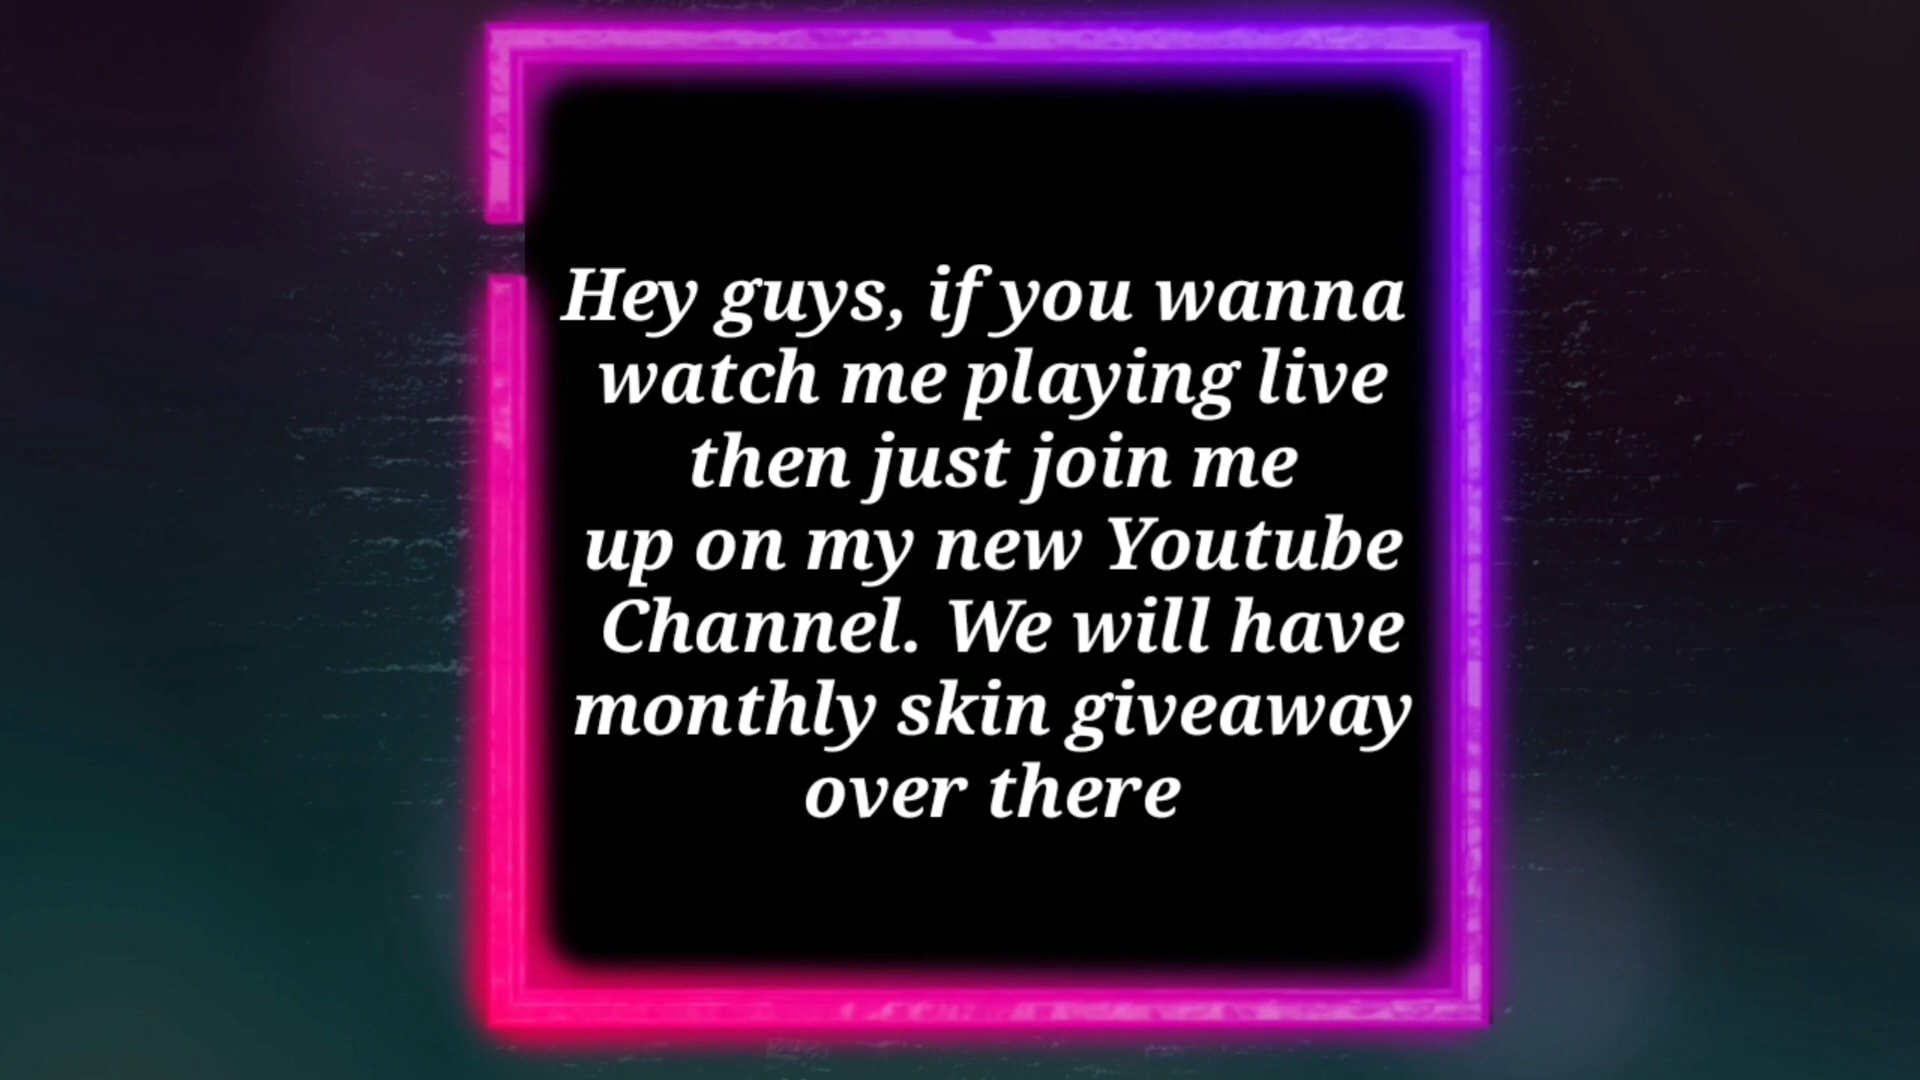 Hey guys, if you wanna
watch me playing live
then just join me
up on my new Youtube
Channel. We will have
monthly skin giveaway
over there